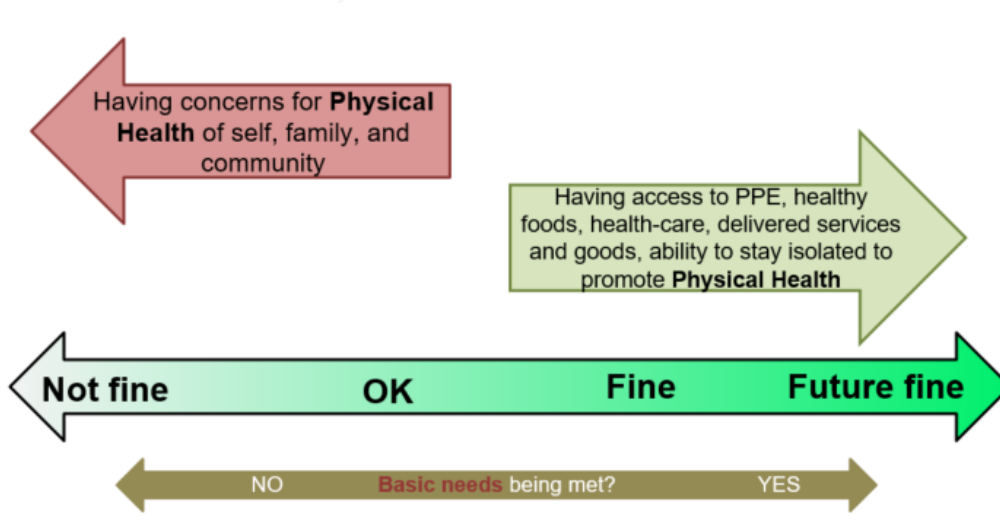 Having concerns for Physical
Health of self, family, and
community
Having access to PPE, healthy
foods, health-care, delivered services
and goods, ability to stay isolated to
promote Physical Health
Not fine OK Fine Future fine
NO Basic needs being met? YES